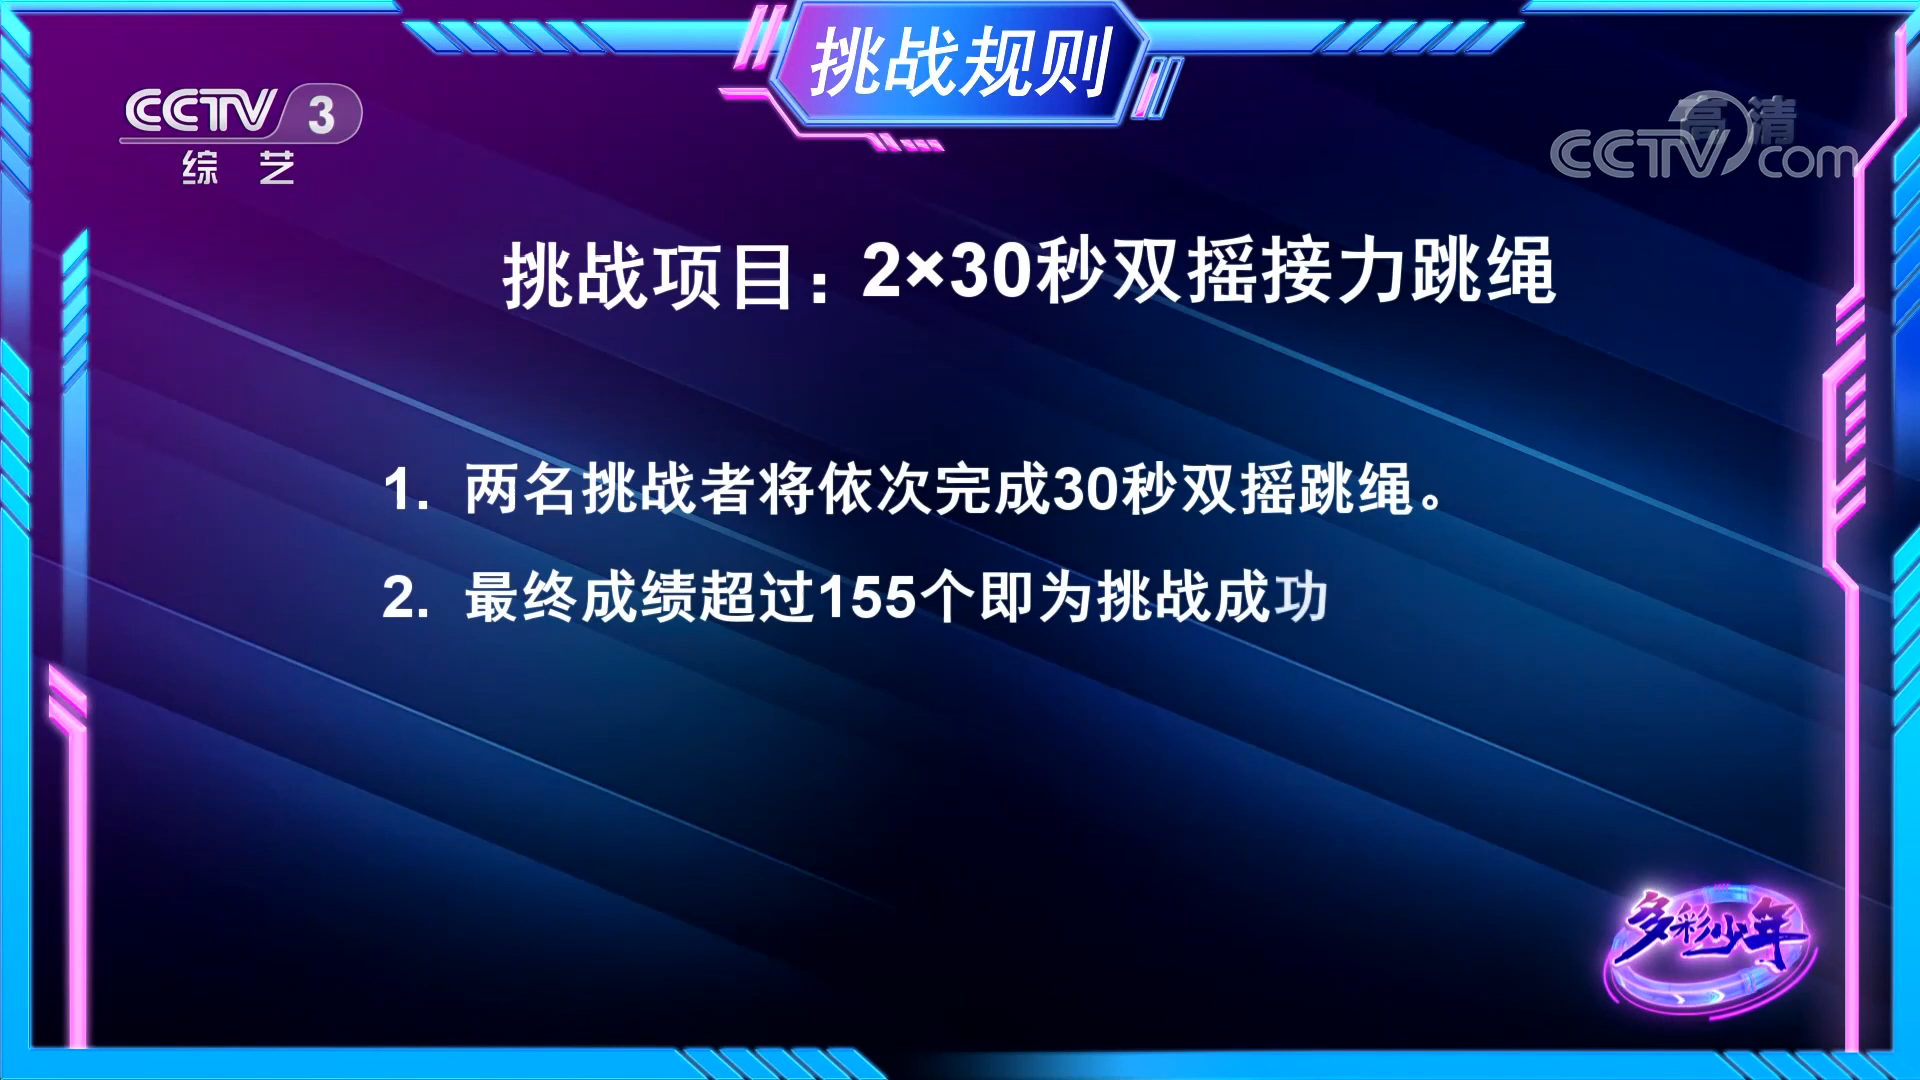 挑战规则
CCTV 3
综 艺
高清
CCTV com
挑战项目：2×30秒双摇接力跳绳
1. 两名挑战者将依次完成30秒双摇跳绳。
2. 最终成绩超过155个即为挑战成功
多彩少年